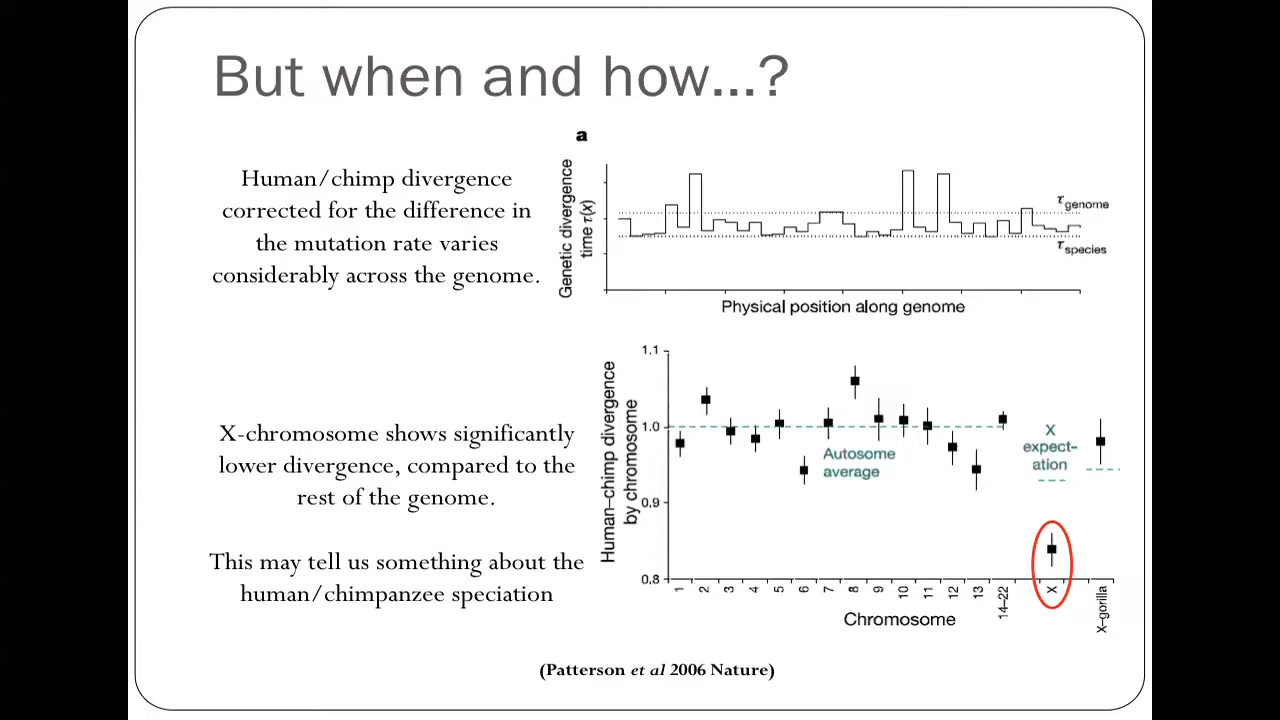 But when and how...?
Human/chimp divergence
corrected for the difference in
the mutation rate varies
considerably across the genome.
a
Genetic divergence
time τ(x)
τgenome
τspecies
Physical position along genome
X-chromosome shows significantly
lower divergence, compared to the
rest of the genome.
This may tell us something about the
human/chimpanzee speciation
Human–chimp divergence
by chromosome
1.1
1.0
0.9
0.8
Autosome
average
X
expect-
ation
1 2 3 4 5 6 7 8 9 10 11 12 13 14–22 X X–gorilla
Chromosome
(Patterson et al 2006 Nature)